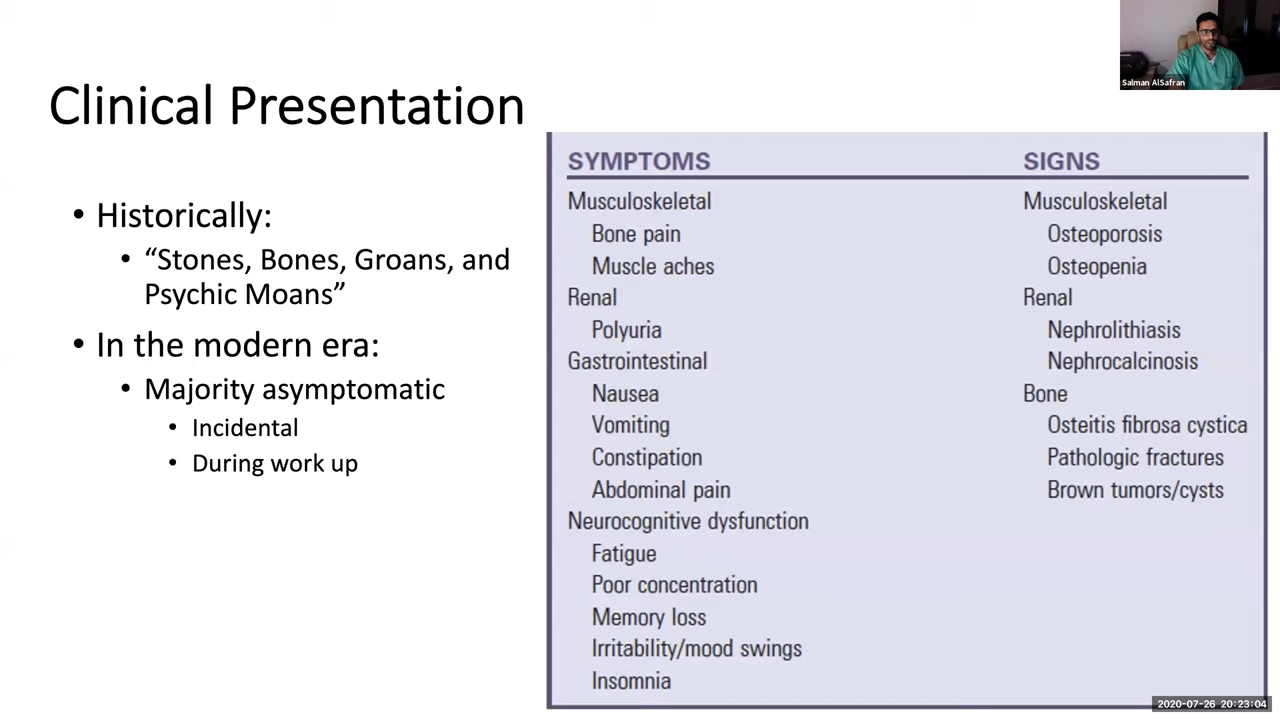 Salman AlSafran
Clinical Presentation
• Historically:
• “Stones, Bones, Groans, and
Psychic Moans”
• In the modern era:
• Majority asymptomatic
• Incidental
• During work up
SYMPTOMS
Musculoskeletal
Bone pain
Muscle aches
Renal
Polyuria
Gastrointestinal
Nausea
Vomiting
Constipation
Abdominal pain
Neurocognitive dysfunction
Fatigue
Poor concentration
Memory loss
Irritability/mood swings
Insomnia
SIGNS
Musculoskeletal
Osteoporosis
Osteopenia
Renal
Nephrolithiasis
Nephrocalcinosis
Bone
Osteitis fibrosa cystica
Pathologic fractures
Brown tumors/cysts
2020-07-26 20:23:04